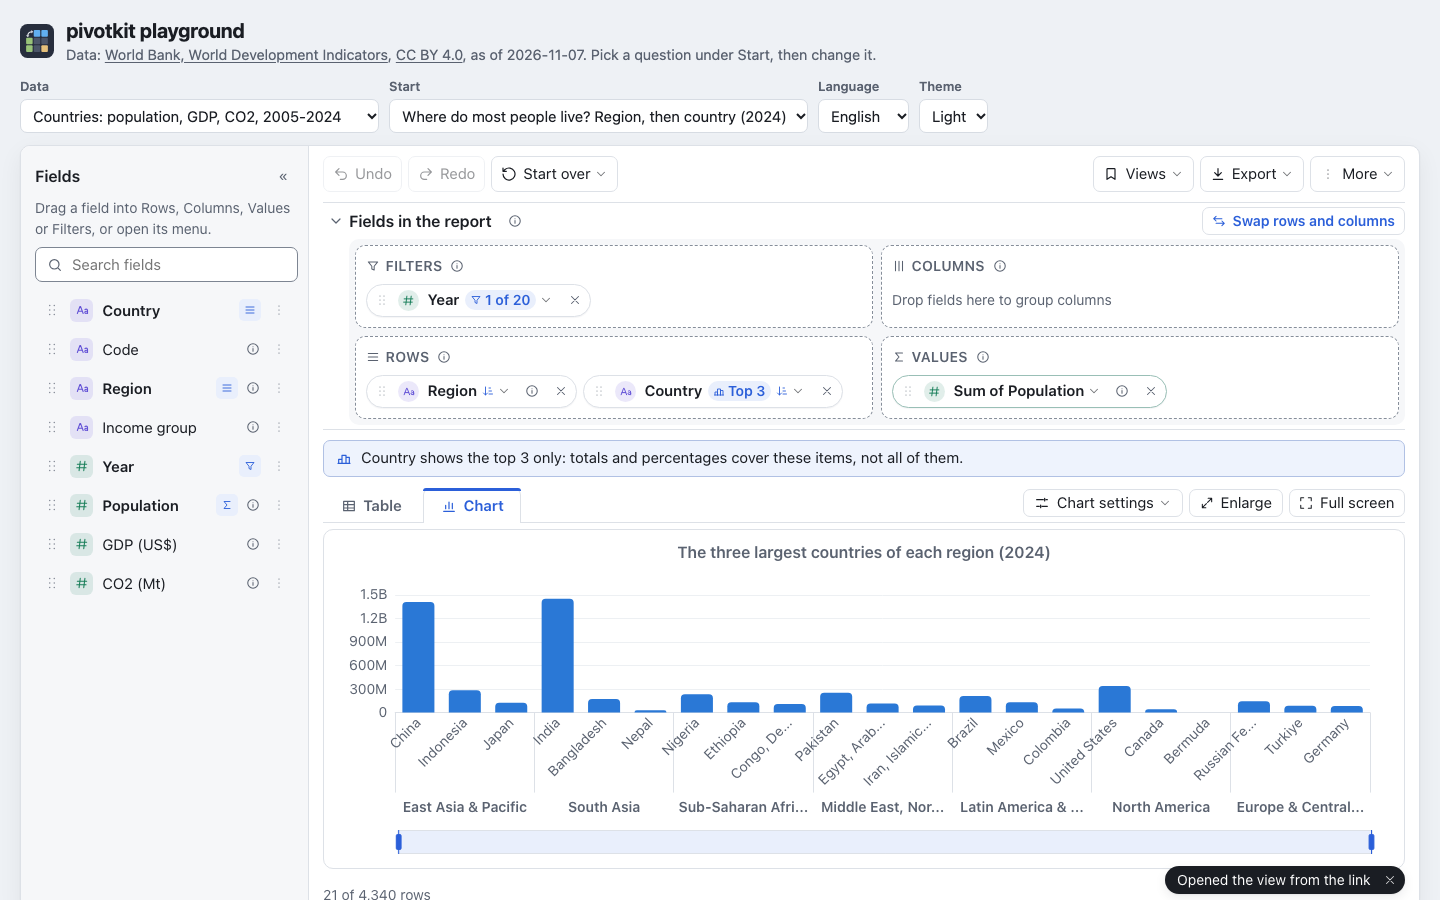 pivotkit playground
Data: World Bank, World Development Indicators, CC BY 4.0, as of 2026-11-07. Pick a question under Start, then change it.
Data
Start
Language
Theme
Countries: population, GDP, CO2, 2005-2024
Where do most people live? Region, then country (2024)
English
Light
Fields
«
Drag a field into Rows, Columns, Values
or Filters, or open its menu.
Search fields
Aa Country
Aa Code
Aa Region
Aa Income group
# Year
# Population Σ
# GDP (US$)
# CO2 (Mt)
Undo
Redo
Start over
Views
Export
More
Fields in the report
Swap rows and columns
FILTERS
# Year 1 of 20
COLUMNS
Drop fields here to group columns
ROWS
Aa Region
Aa Country Top 3
Σ VALUES
# Sum of Population
Country shows the top 3 only: totals and percentages cover these items, not all of them.
Table
Chart
Chart settings
Enlarge
Full screen
The three largest countries of each region (2024)
1.5B
1.2B
900M
600M
300M
0
China
Indonesia
Japan
India
Bangladesh
Nepal
Nigeria
Ethiopia
Congo, De...
Pakistan
Egypt, Arab...
Iran, Islamic...
Brazil
Mexico
Colombia
United States
Canada
Bermuda
Russian Fe...
Turkiye
Germany
East Asia & Pacific
South Asia
Sub-Saharan Afri...
Middle East, Nor...
Latin America & ...
North America
Europe & Central...
21 of 4,340 rows
Opened the view from the link